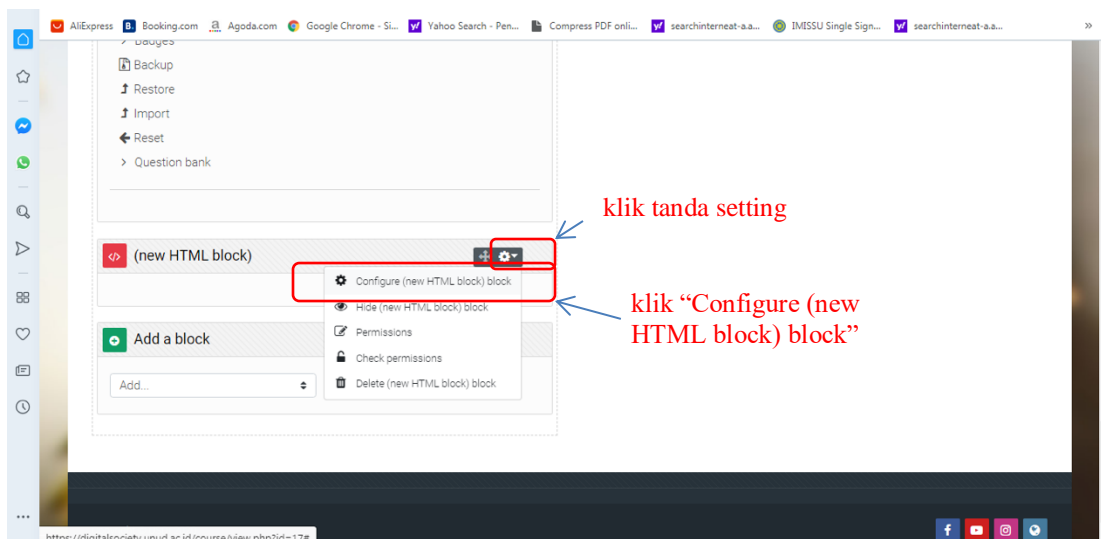 AliExpress Booking.com Agoda.com Google Chrome - Si... Yahoo Search - Pen... Compress PDF onli... searchinterneat-a.a... IMISSU Single Sign... searchinterneat-a.a... »
> Badges
Backup
Restore
Import
Reset
> Question bank
klik tanda setting
(new HTML block)
Configure (new HTML block) block
Hide (new HTML block) block
Permissions
Check permissions
Delete (new HTML block) block
klik “Configure (new
HTML block) block”
Add a block
Add...
https://digitalsociety.unud.ac.id/course/view.php?id=17#